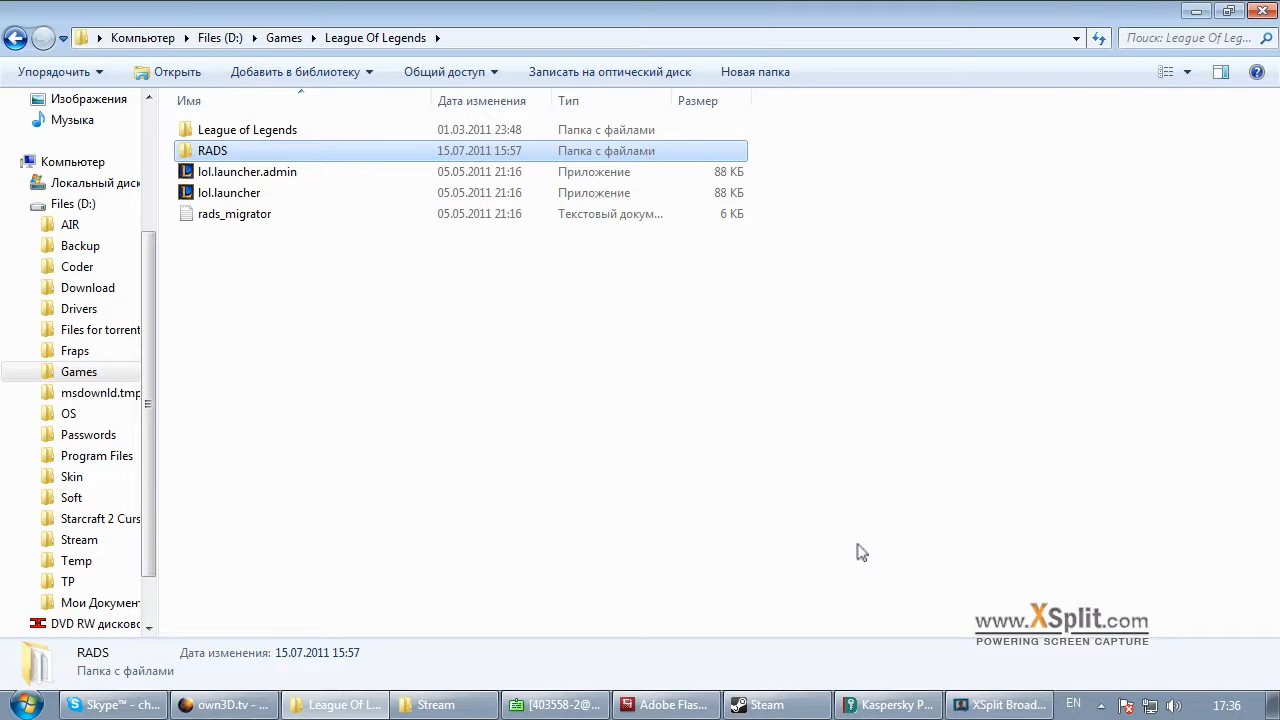 Компьютер Files (D:) Games League Of Legends Поиск: League Of Leg...
Упорядочить Открыть Добавить в библиотеку Общий доступ Записать на оптический диск Новая папка
Имя Дата изменения Тип Размер
League of Legends 01.03.2011 23:48 Папка с файлами
RADS 15.07.2011 15:57 Папка с файлами
lol.launcher.admin 05.05.2011 21:16 Приложение 88 КБ
lol.launcher 05.05.2011 21:16 Приложение 88 КБ
rads_migrator 05.05.2011 21:16 Текстовый докум... 6 КБ
Изображения
Музыка
Компьютер
Локальный диск
Files (D:)
AIR
Backup
Coder
Download
Drivers
Files for torrent
Fraps
Games
msdownld.tmp
OS
Passwords
Program Files
Skin
Soft
Starcraft 2 Curs
Stream
Temp
TP
Мои Докумен
DVD RW дисково
www.XSplit.com
POWERING SCREEN CAPTURE
RADS Дата изменения: 15.07.2011 15:57
Папка с файлами
Skype™ - ch... own3D.tv - ... League Of L... Stream [403558-2@... Adobe Flas... Steam Kaspersky P... XSplit Broad... EN 17:36